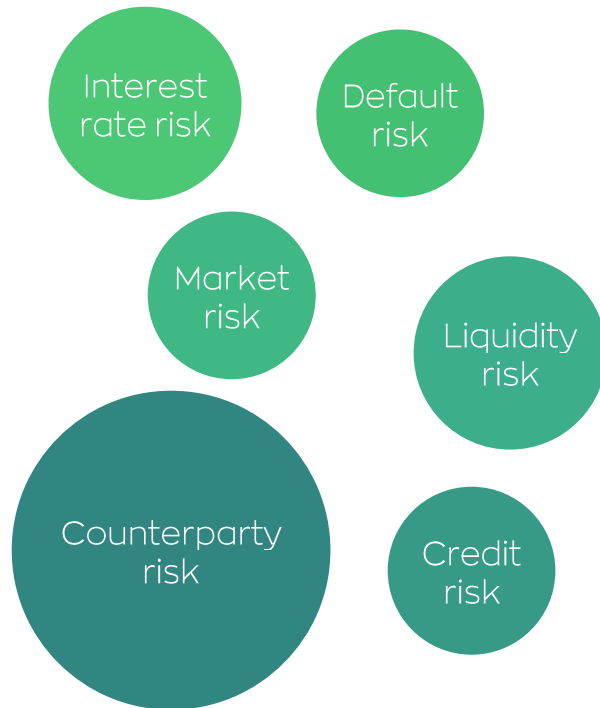 Interest
rate risk
Default
risk
Market
risk
Liquidity
risk
Counterparty
risk
Credit
risk